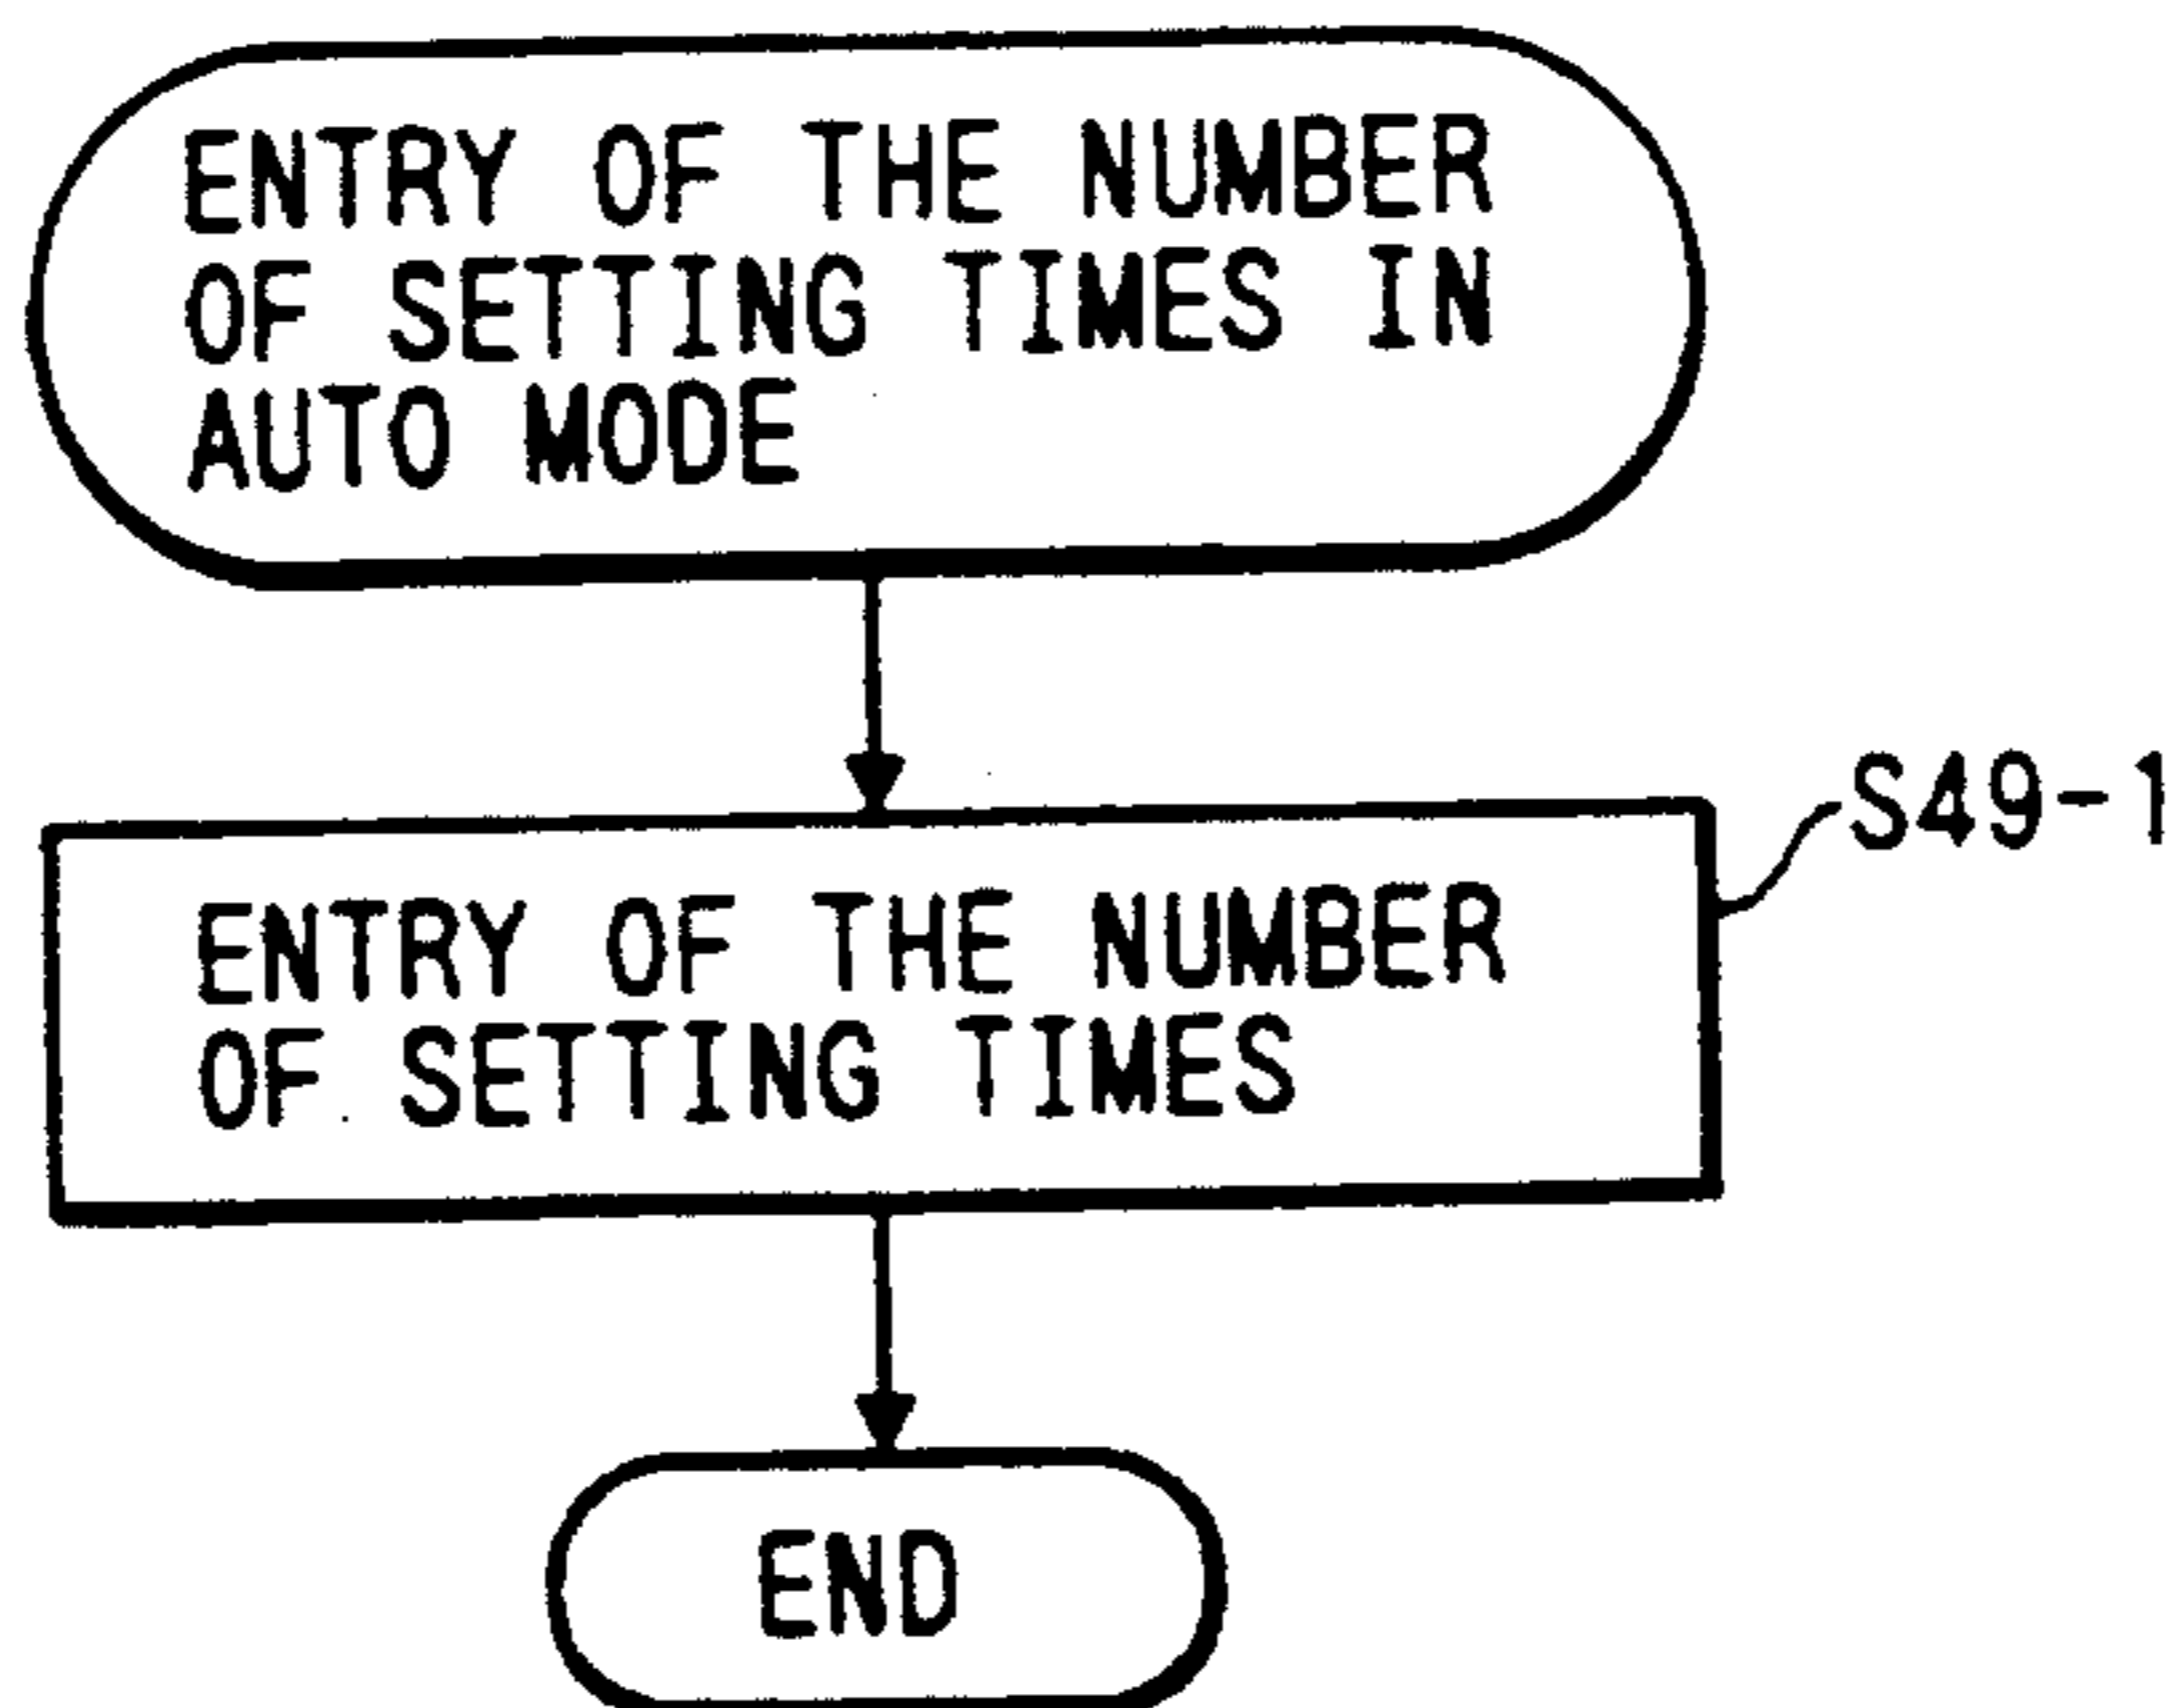 ENTRY OF THE NUMBER
OF SETTING TIMES IN
AUTO MODE
S49-1
ENTRY OF THE NUMBER
OF SETTING TIMES
END